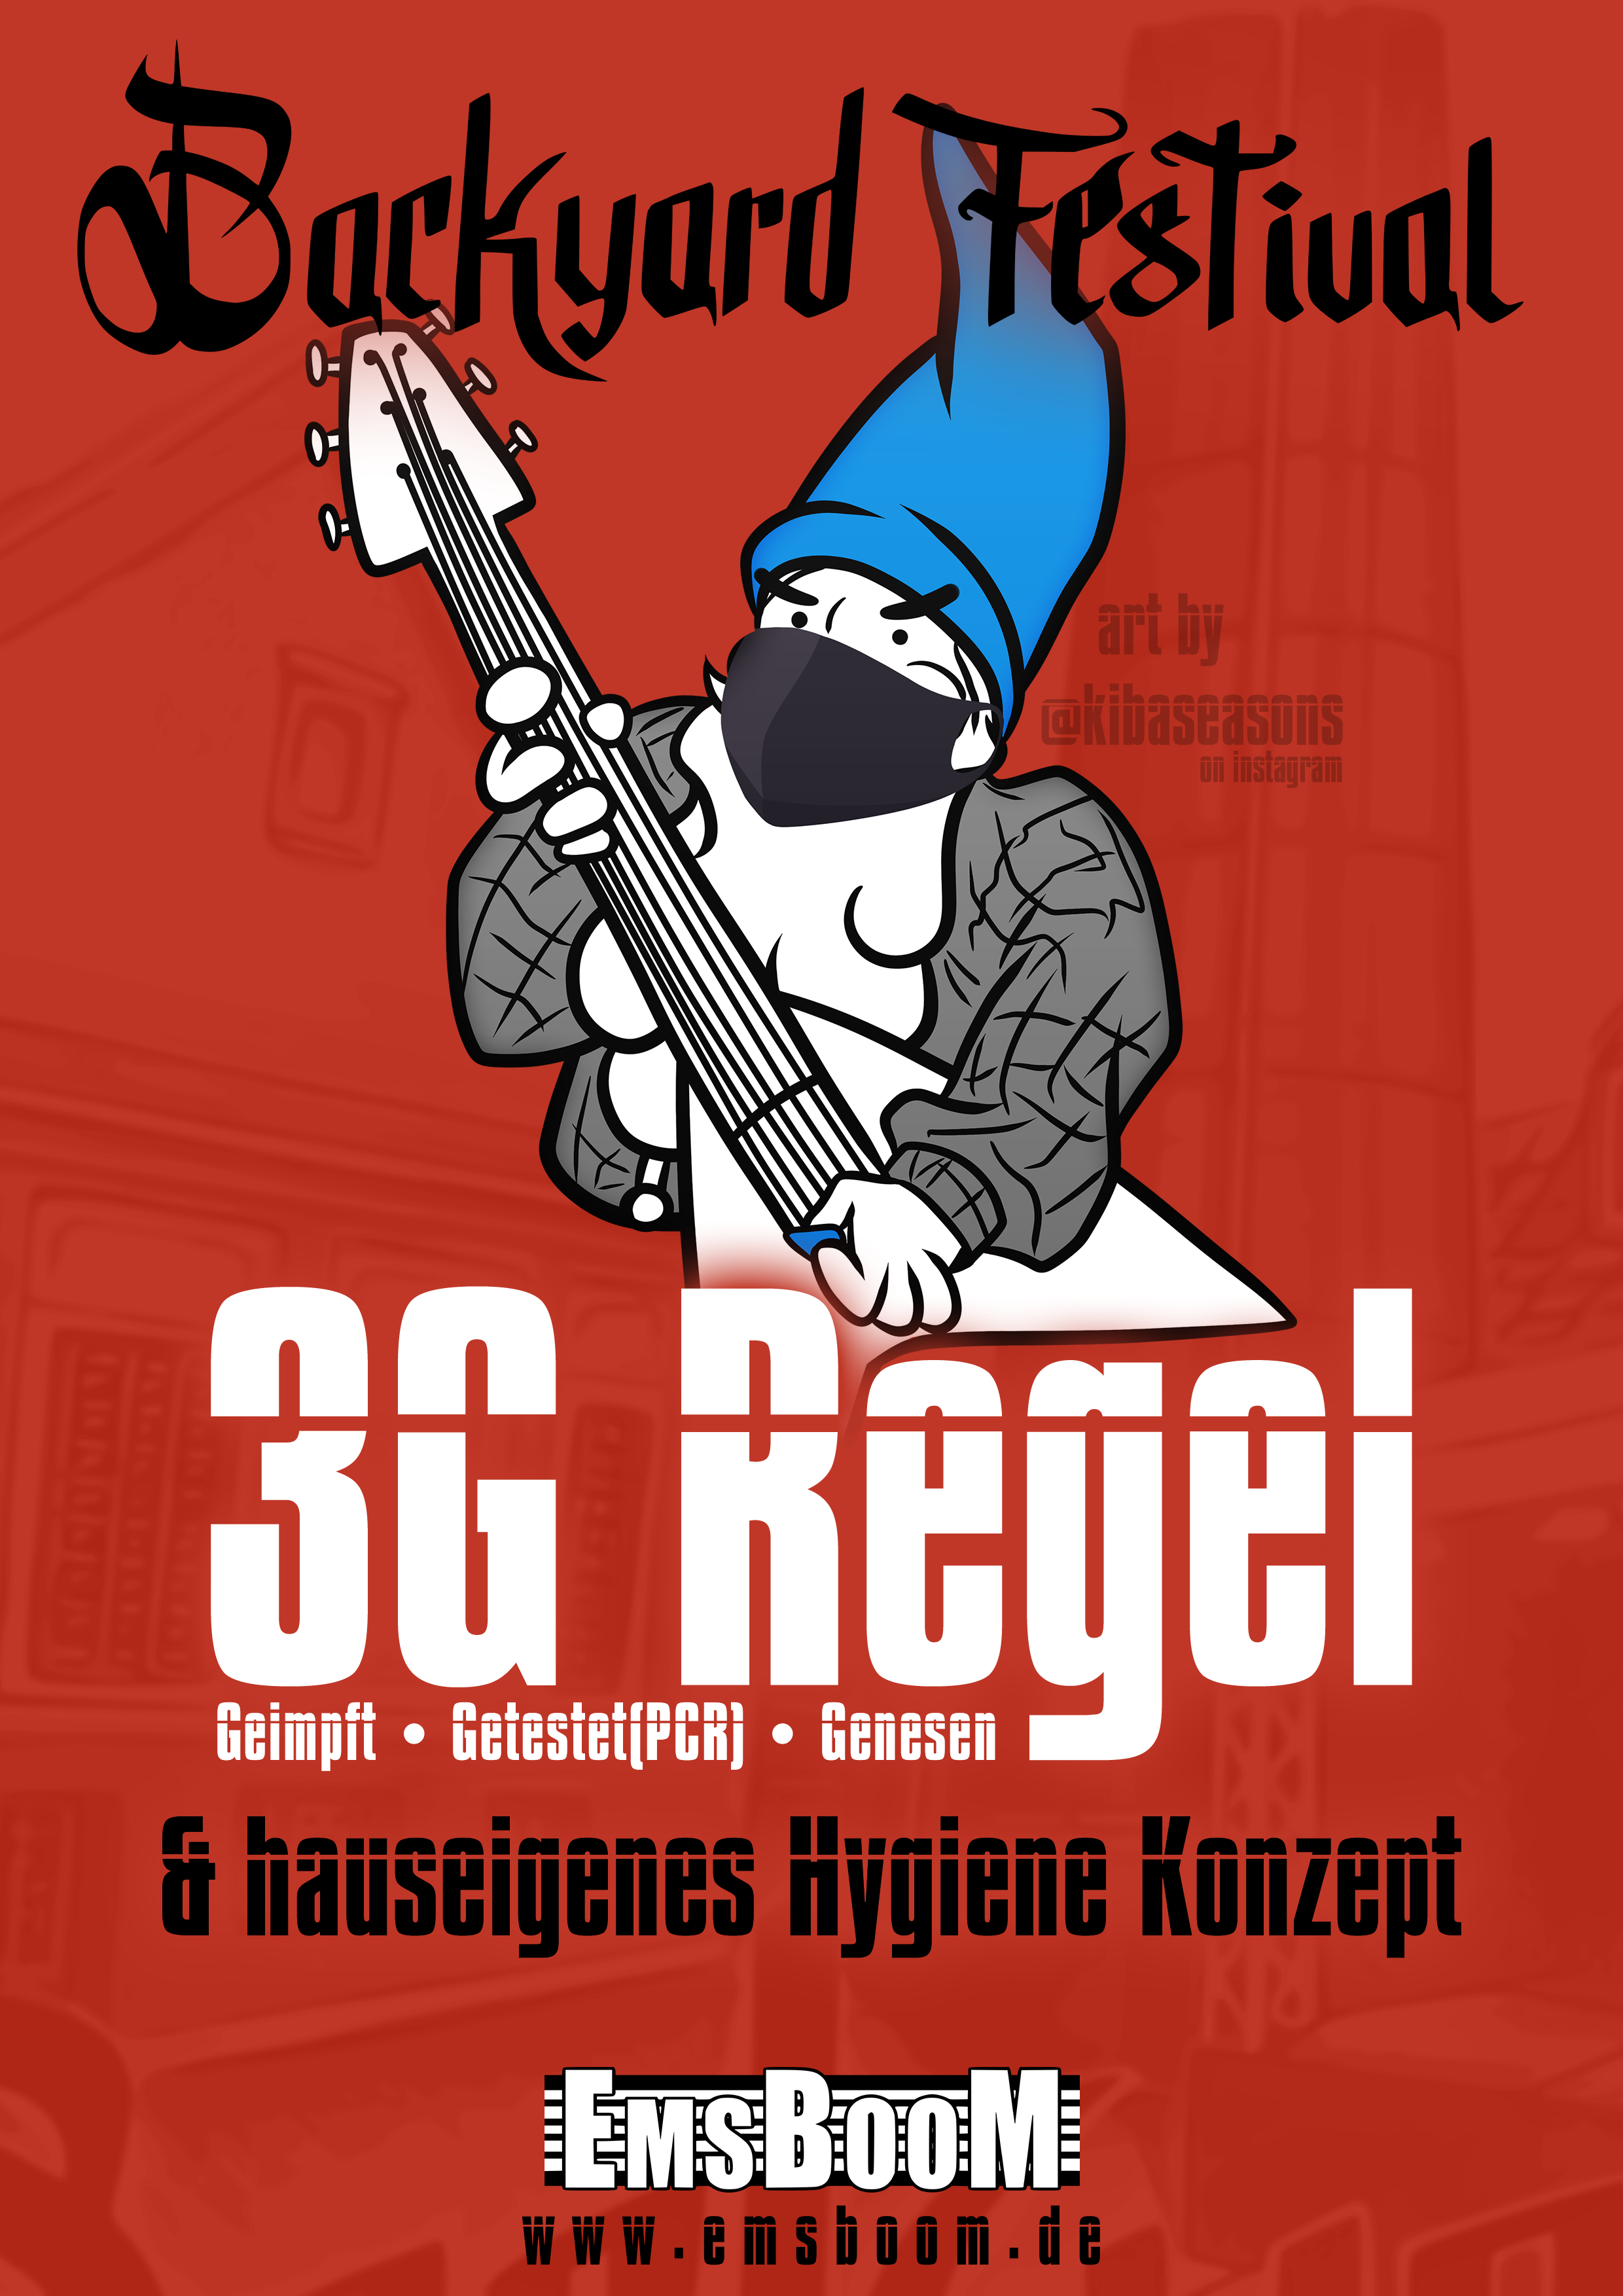 Backyard Festival
art by
@kibaseasons
on instagram
3G Regel
Geimpft • Getestet(PCR) • Genesen
& hauseigenes Hygiene Konzept
EMSBOOM
www.emsboom.de